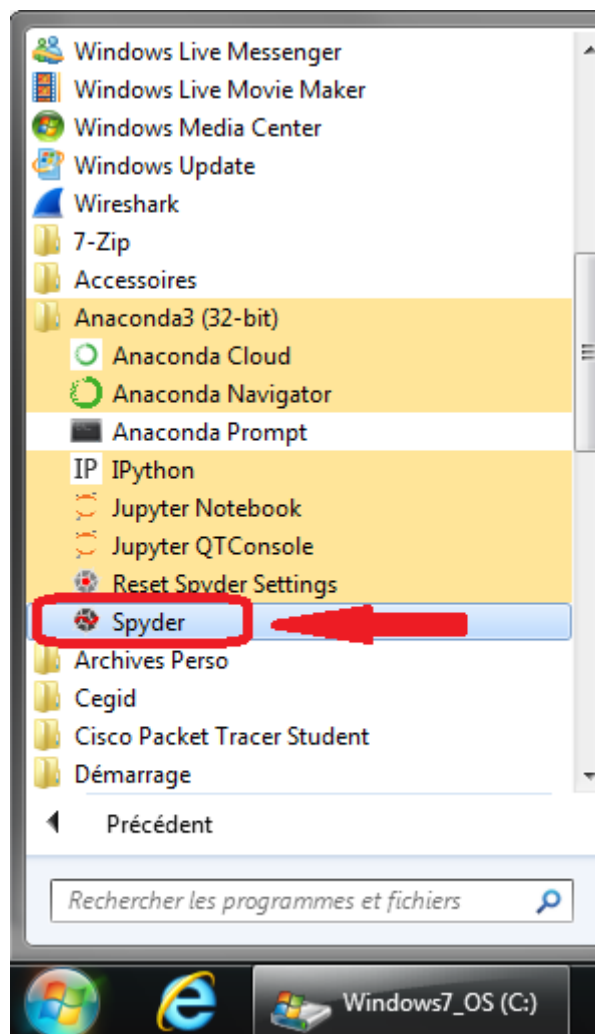 Windows Live Messenger
Windows Live Movie Maker
Windows Media Center
Windows Update
Wireshark
7-Zip
Accessoires
Anaconda3 (32-bit)
Anaconda Cloud
Anaconda Navigator
Anaconda Prompt
IP IPython
Jupyter Notebook
Jupyter QTConsole
Reset Spyder Settings
Spyder
Archives Perso
Cegid
Cisco Packet Tracer Student
Démarrage
Précédent
Rechercher les programmes et fichiers
Windows7_OS (C:)